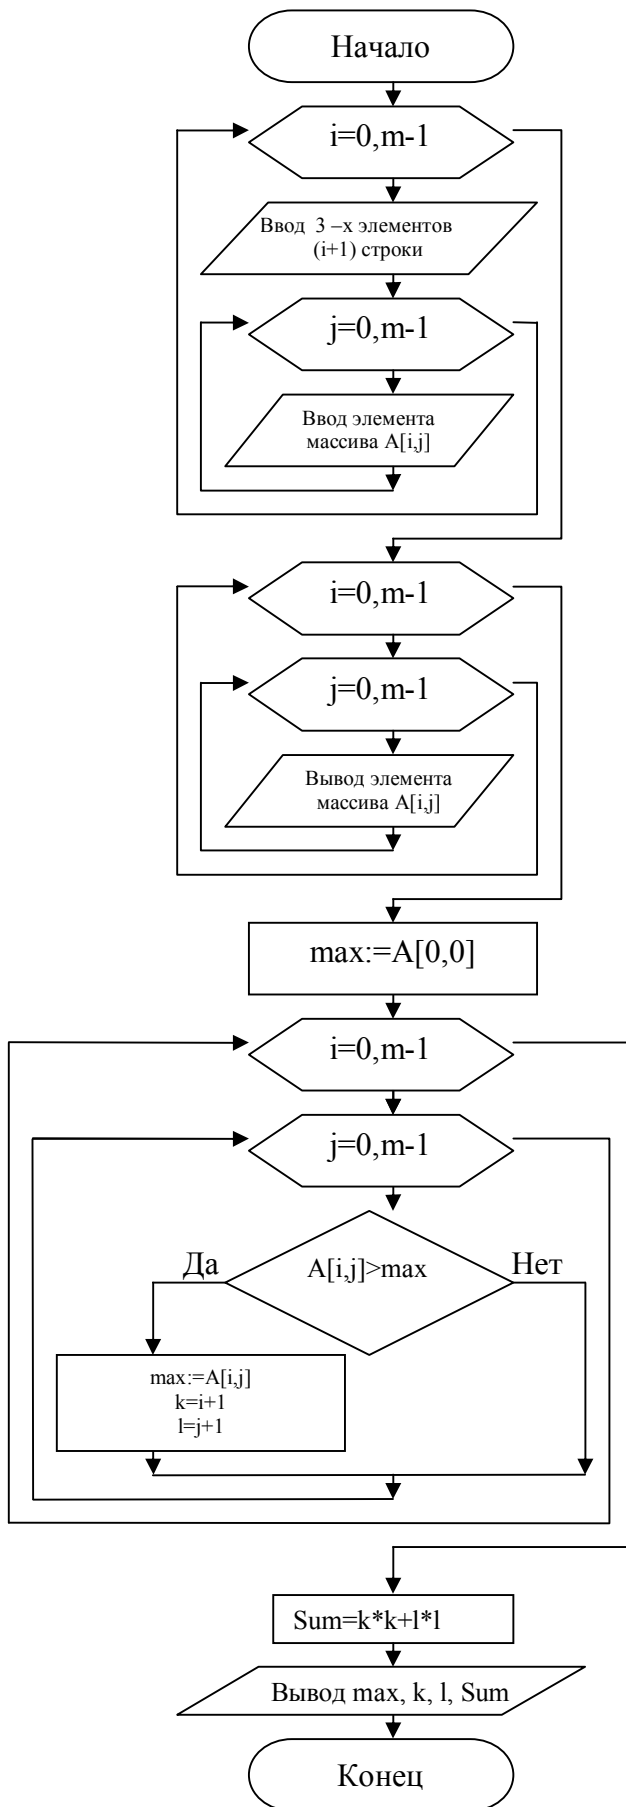 Начало
i=0,m-1
Ввод 3 –х элементов
(i+1) строки
j=0,m-1
Ввод элемента
массива A[i,j]
i=0,m-1
j=0,m-1
Вывод элемента
массива A[i,j]
max:=A[0,0]
i=0,m-1
j=0,m-1
Да
A[i,j]>max
Нет
max:=A[i,j]
k=i+1
l=j+1
Sum=k*k+l*l
Вывод max, k, l, Sum
Конец